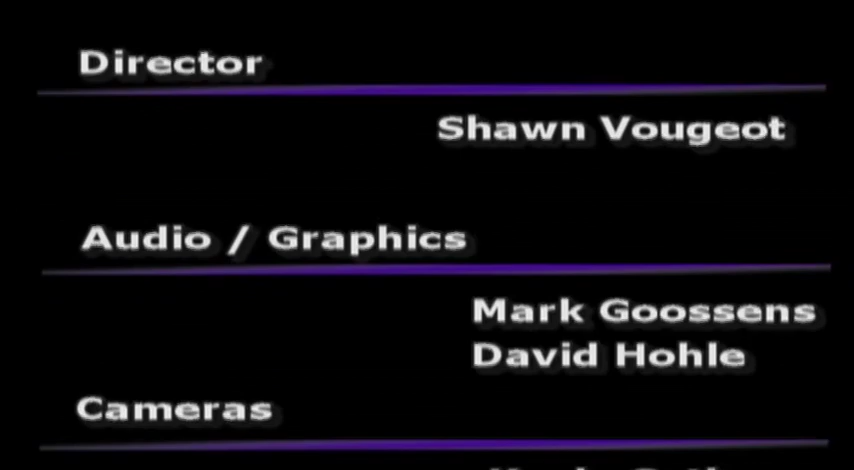 Director
Shawn Vougeot
Audio / Graphics
Mark Goossens
David Hohle
Cameras